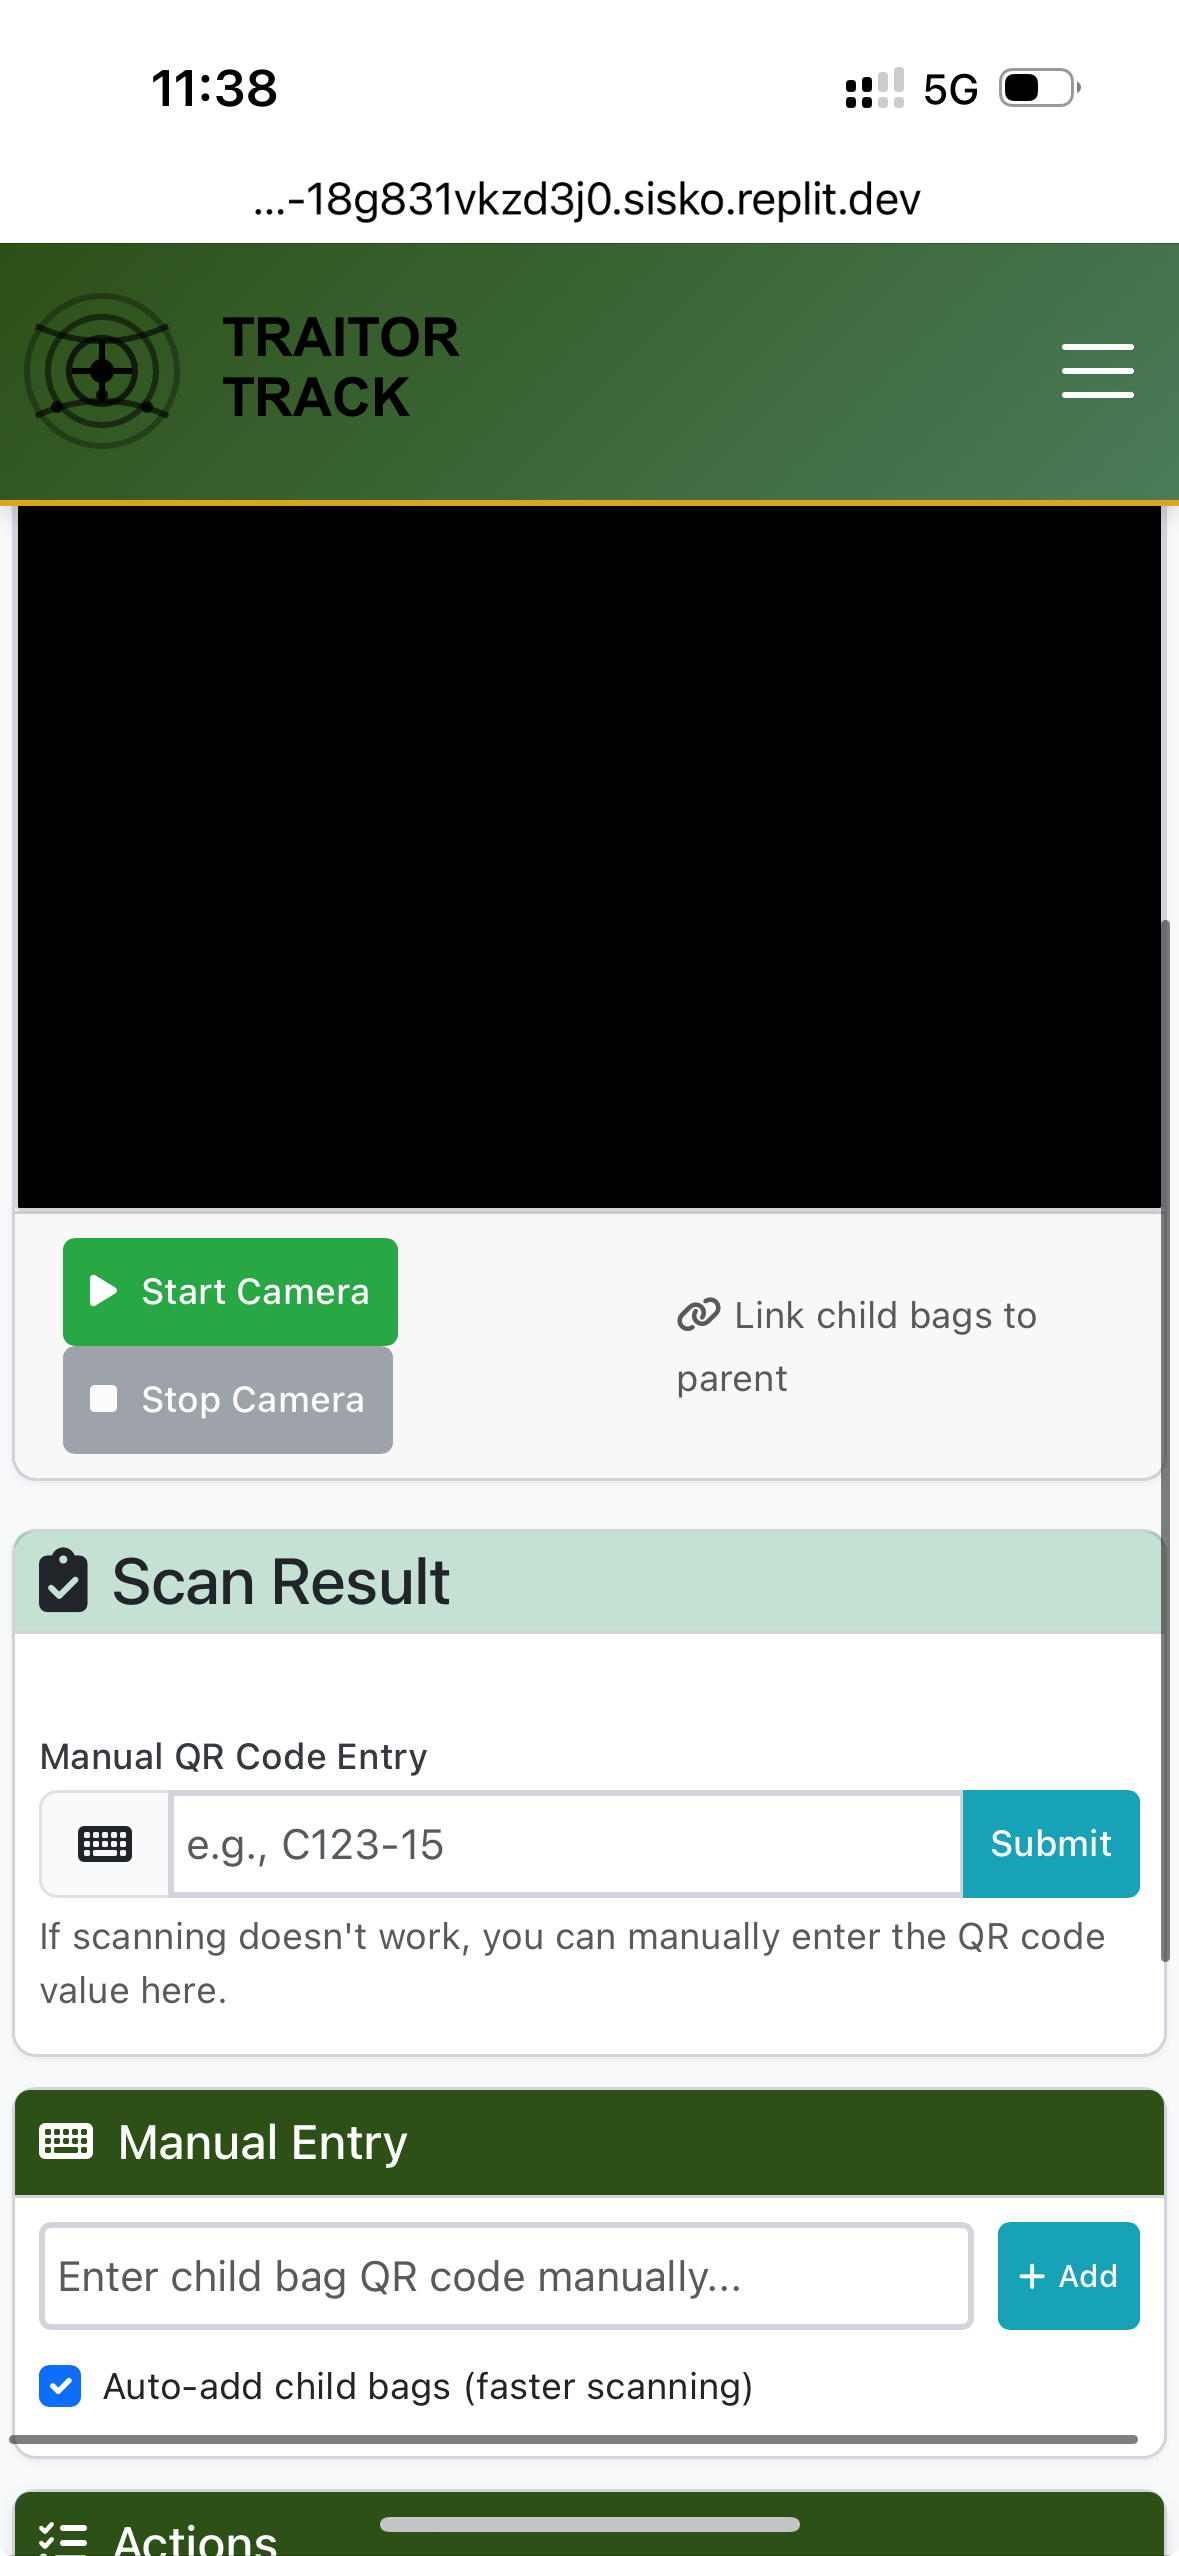 11:38
5G
...-18g831vkzd3j0.sisko.replit.dev
TRAITOR
TRACK
Start Camera
Stop Camera
Link child bags to
parent
Scan Result
Manual QR Code Entry
e.g., C123-15
Submit
If scanning doesn't work, you can manually enter the QR code
value here.
Manual Entry
Enter child bag QR code manually...
+ Add
Auto-add child bags (faster scanning)
Actions